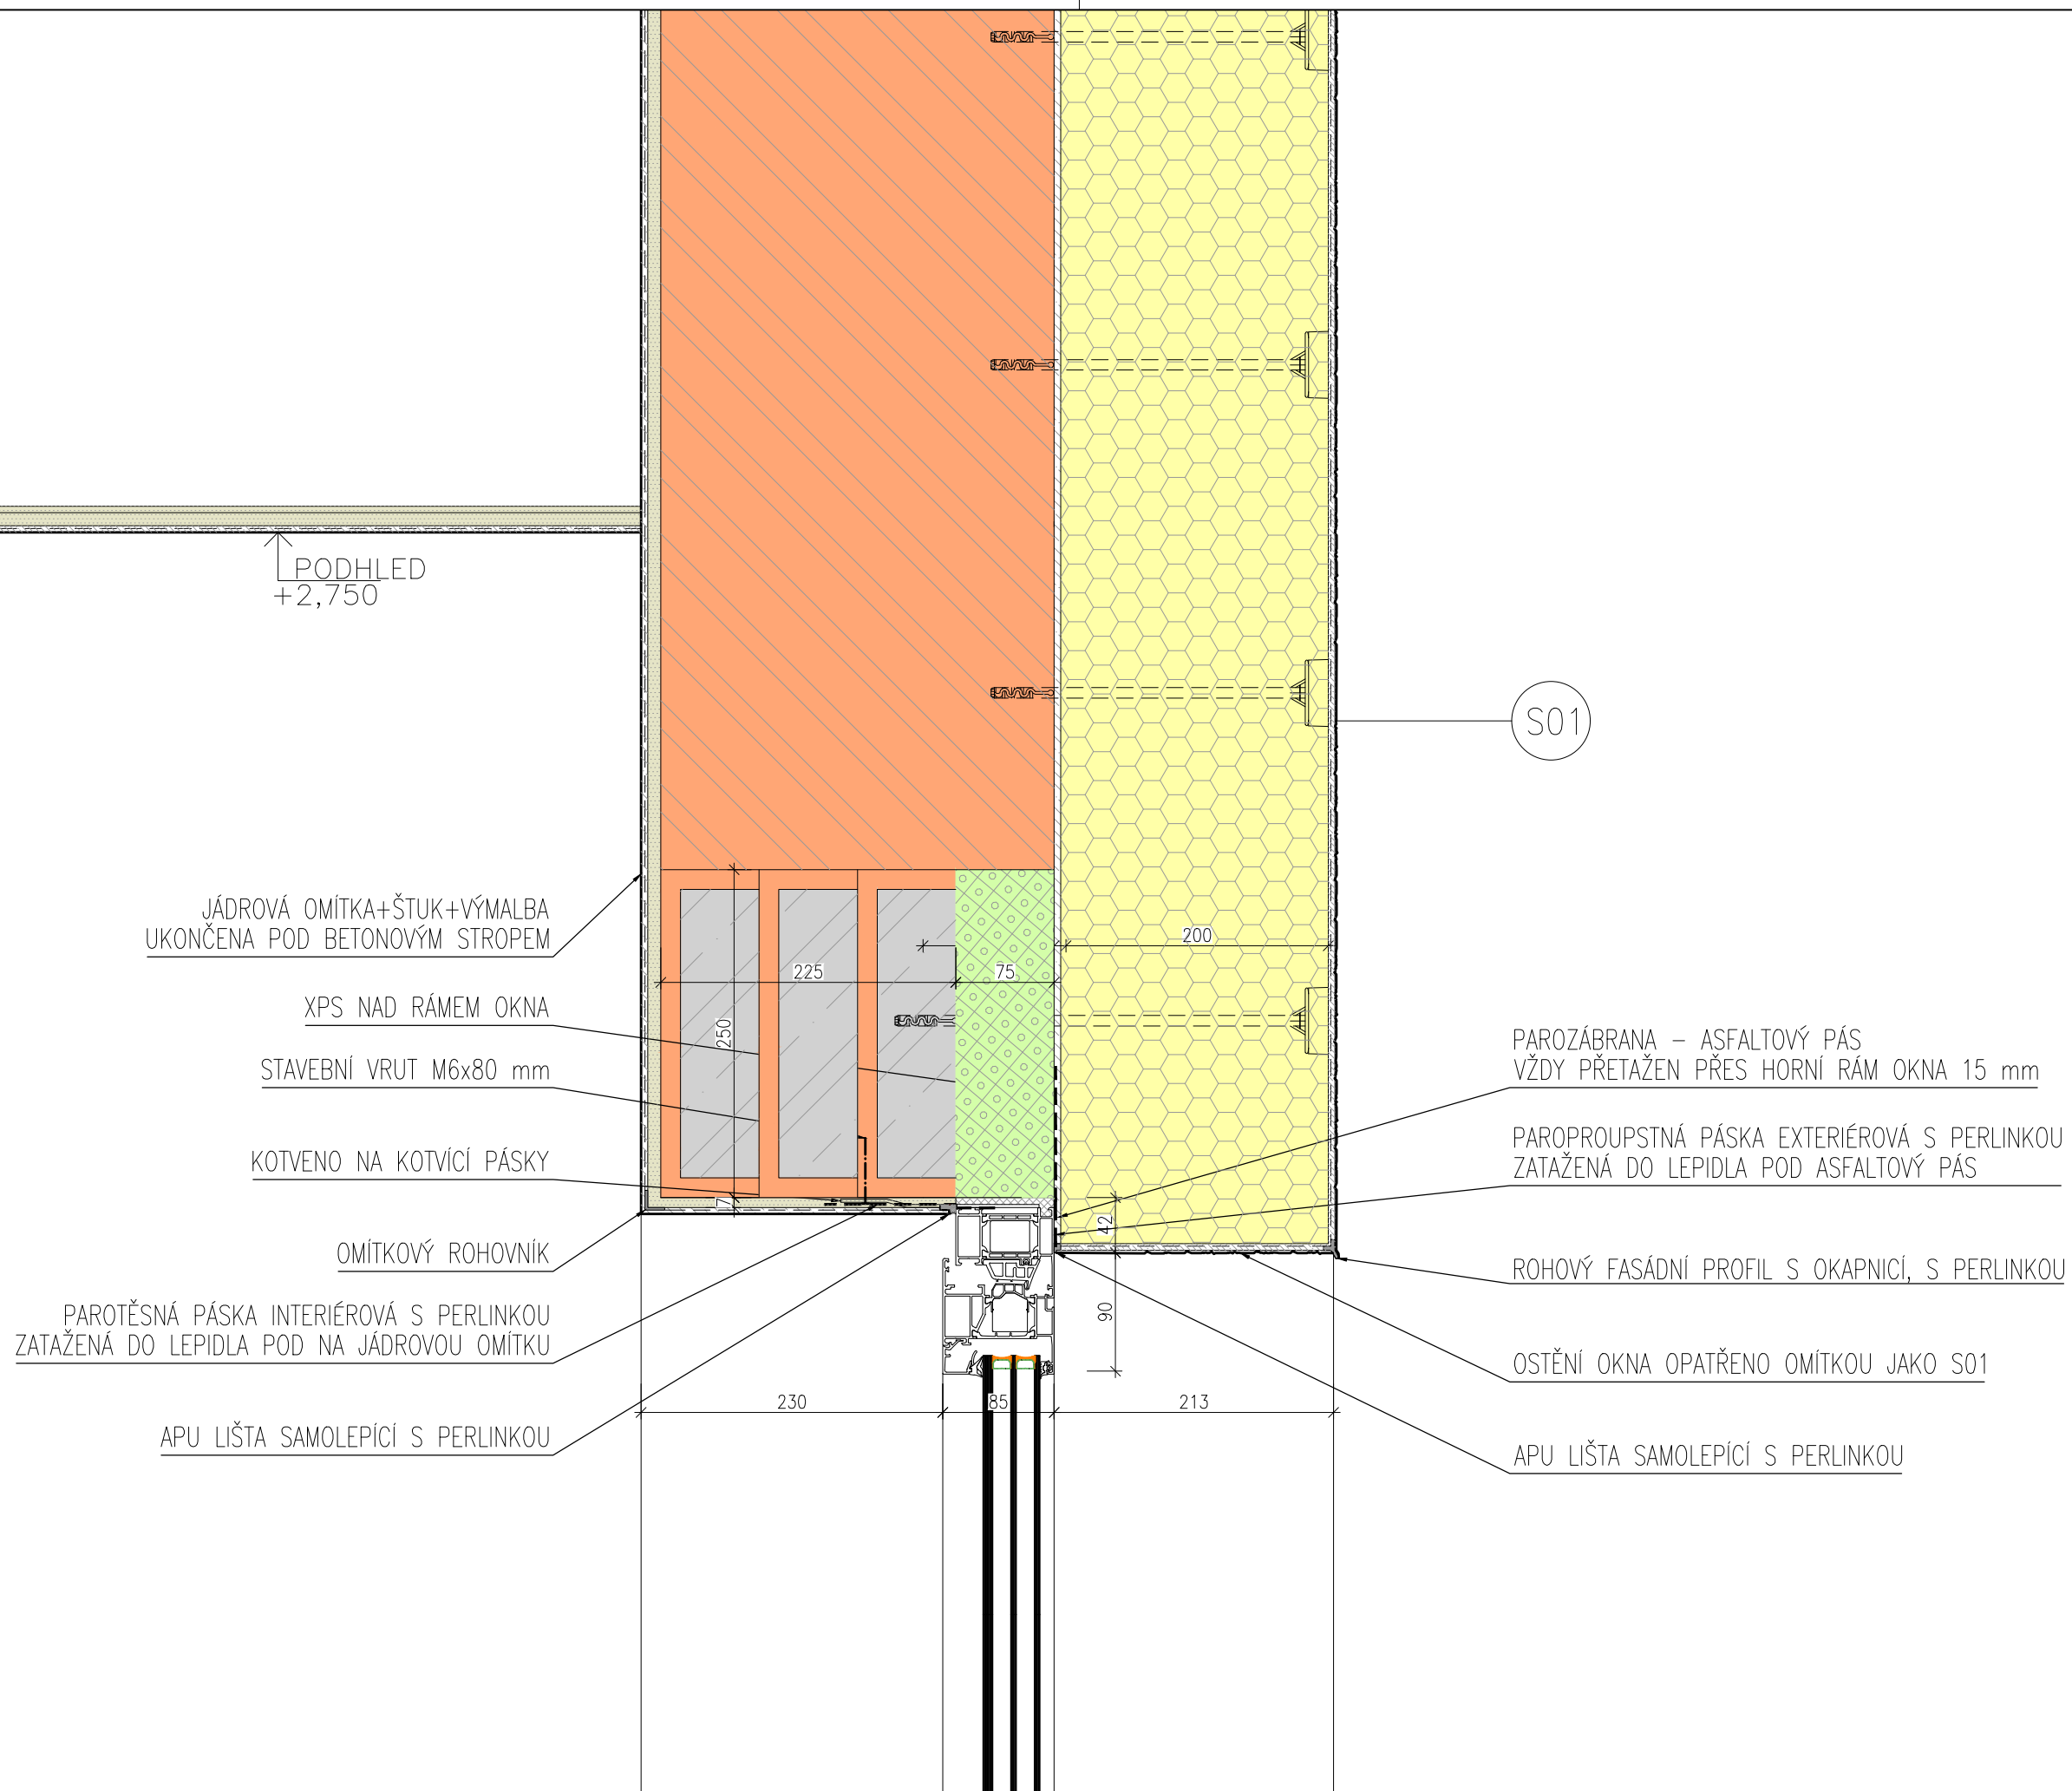 PODHLED
+2,750
S01
JÁDROVÁ OMÍTKA+ŠTUK+VÝMALBA
UKONČENA POD BETONOVÝM STROPEM
XPS NAD RÁMEM OKNA
STAVEBNÍ VRUT M6x80 mm
KOTVENO NA KOTVÍCÍ PÁSKY
OMÍTKOVÝ ROHOVNÍK
PAROTĚSNÁ PÁSKA INTERIÉROVÁ S PERLINKOU
ZATAŽENÁ DO LEPIDLA POD NA JÁDROVOU OMÍTKU
APU LIŠTA SAMOLEPÍCÍ S PERLINKOU
200
225
75
250
7
42
90
230
85
213
PAROZÁBRANA – ASFALTOVÝ PÁS
VŽDY PŘETAŽEN PŘES HORNÍ RÁM OKNA 15 mm
PAROPROUPSTNÁ PÁSKA EXTERIÉROVÁ S PERLINKOU
ZATAŽENÁ DO LEPIDLA POD ASFALTOVÝ PÁS
ROHOVÝ FASÁDNÍ PROFIL S OKAPNICÍ, S PERLINKOU
OSTĚNÍ OKNA OPATŘENO OMÍTKOU JAKO S01
APU LIŠTA SAMOLEPÍCÍ S PERLINKOU